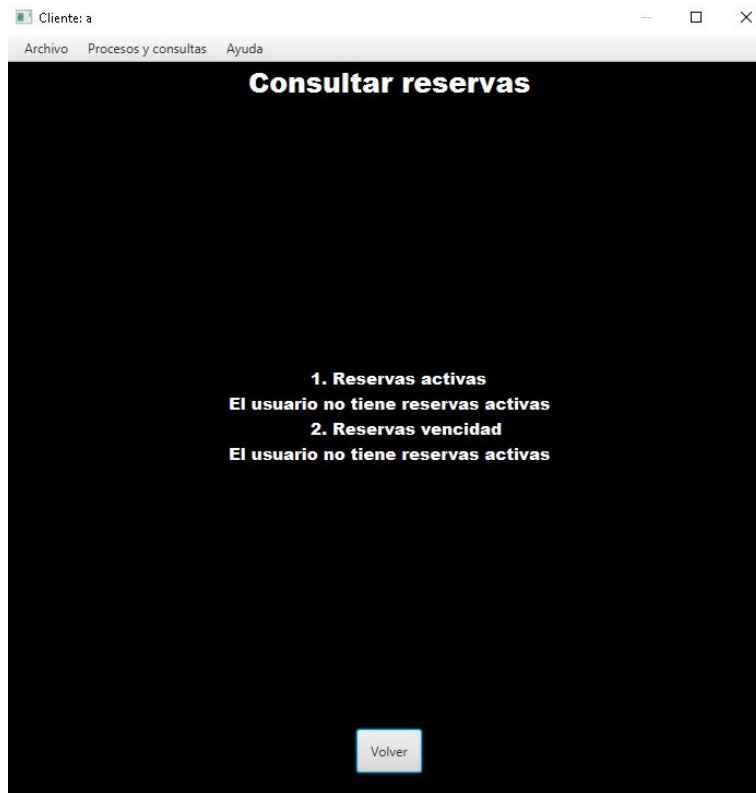 Cliente: a
Archivo Procesos y consultas Ayuda
Consultar reservas
1. Reservas activas
El usuario no tiene reservas activas
2. Reservas vencidad
El usuario no tiene reservas activas
Volver